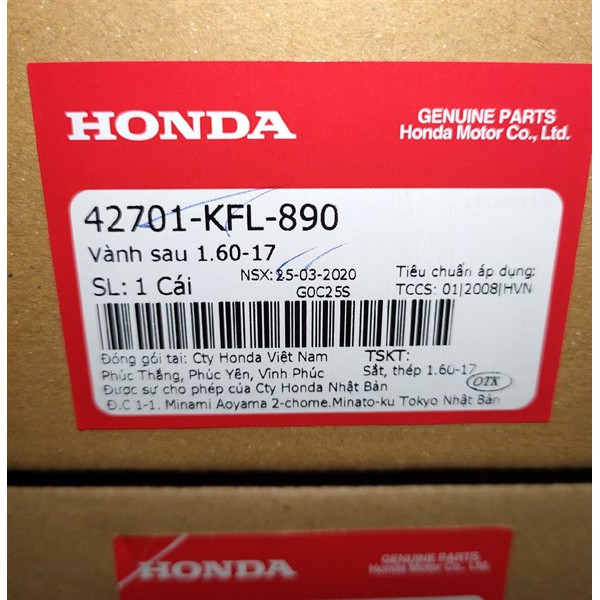 HONDA
GENUINE PARTS
Honda Motor Co., Ltd.
42701-KFL-890
Vành sau 1.60-17
SL: 1 Cái
NSX: 25-03-2020
G0C25S
Tiêu chuẩn áp dụng:
TCCS: 01|2008|HVN
Đóng gói tại: Cty Honda Việt Nam
Phúc Thắng, Phúc Yên, Vĩnh Phúc
TSKT:
Sắt, thép 1.60-17
Được sự cho phép của Cty Honda Nhật Bản
OTK
Đ.C 1-1. Minami Aoyama 2-chome.Minato-ku Tokyo Nhật Bản
HONDA
GENUINE PARTS
Honda Motor Co., Ltd.